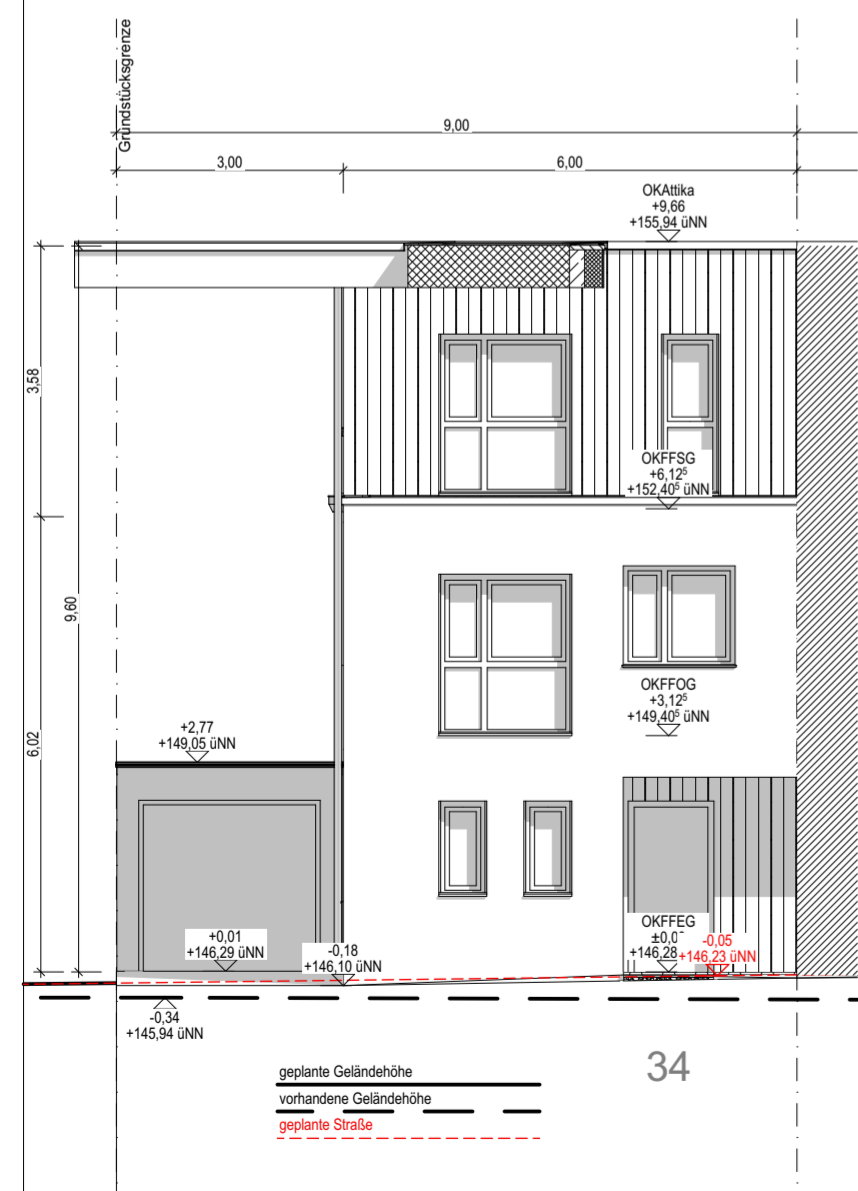 Grundstücksgrenze
9,00
3,00
6,00
OKAttika
+9,66
+155,94 üNN
3,58
OKFFSG
+6,12⁵
+152,40⁵ üNN
9,60
6,02
OKFFOG
+3,12⁵
+149,40⁵ üNN
+2,77
+149,05 üNN
+0,01
+146,29 üNN
-0,18
+146,10 üNN
OKFFEG
±0,0
+146,28
-0,05
+146,23 üNN
-0,34
+145,94 üNN
34
geplante Geländehöhe
vorhandene Geländehöhe
geplante Straße